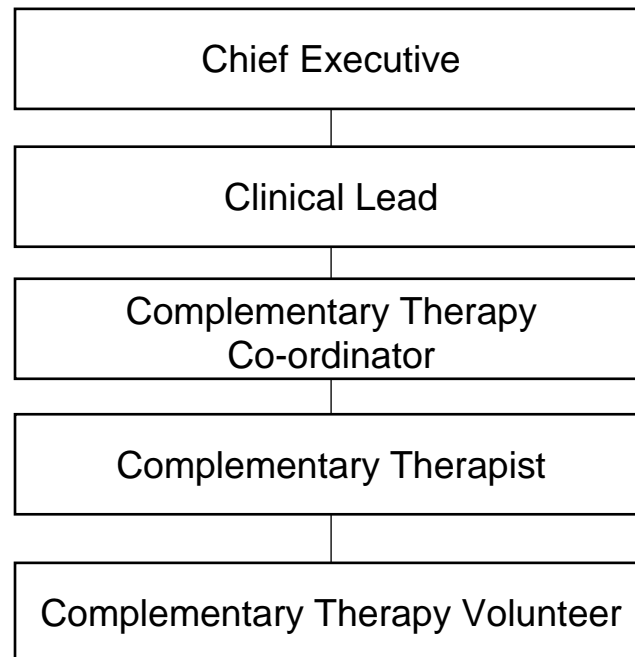 Chief Executive
Clinical Lead
Complementary Therapy
Co-ordinator
Complementary Therapist
Complementary Therapy Volunteer